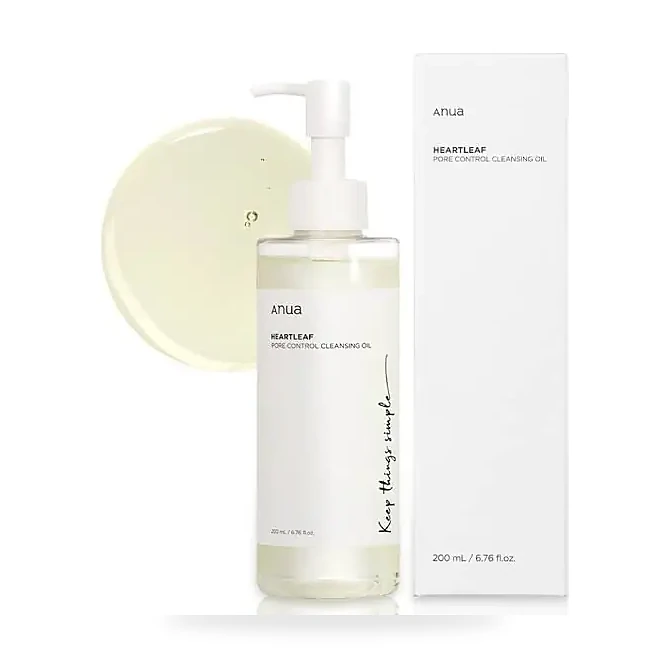 Anua
HEARTLEAF
PORE CONTROL CLEANSING OIL
Keep things simple
200 mL / 6.76 fl.oz.
Anua
HEARTLEAF
PORE CONTROL CLEANSING OIL
200 mL / 6.76 fl.oz.